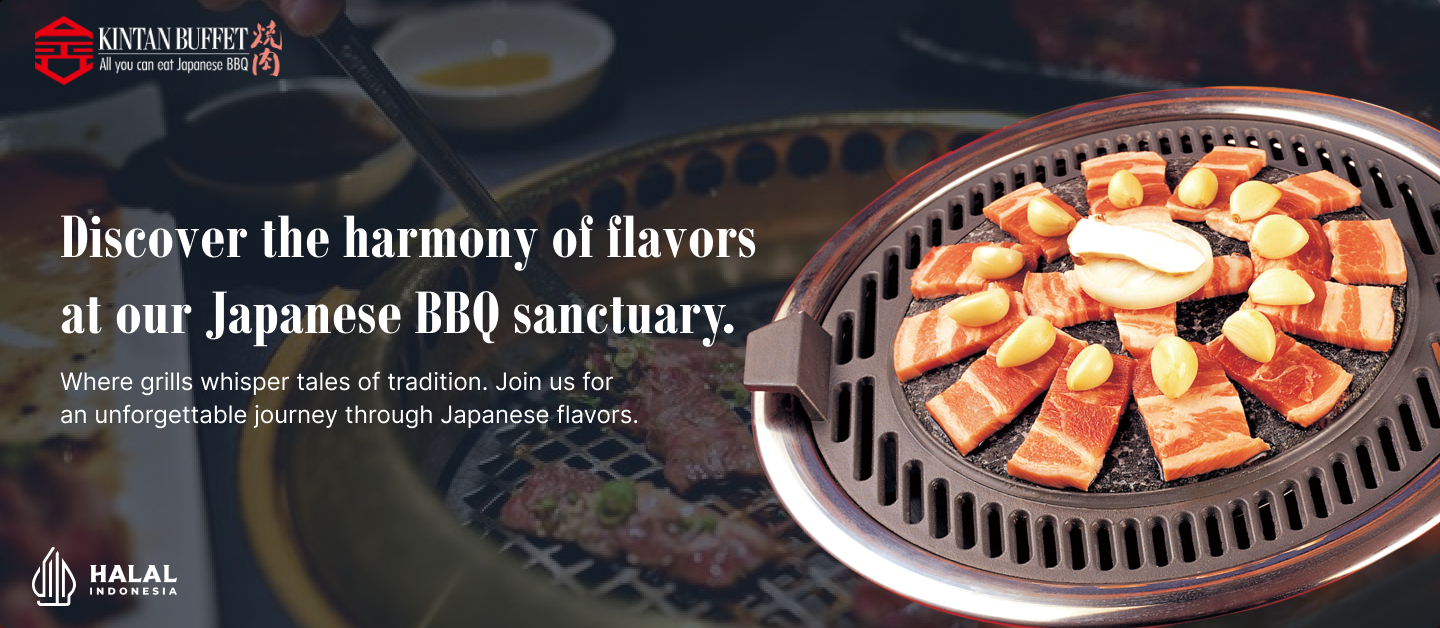 KINTAN BUFFET
All you can eat Japanese BBQ
焼肉
Discover the harmony of flavors
at our Japanese BBQ sanctuary.
Where grills whisper tales of tradition. Join us for
an unforgettable journey through Japanese flavors.
HALAL
INDONESIA